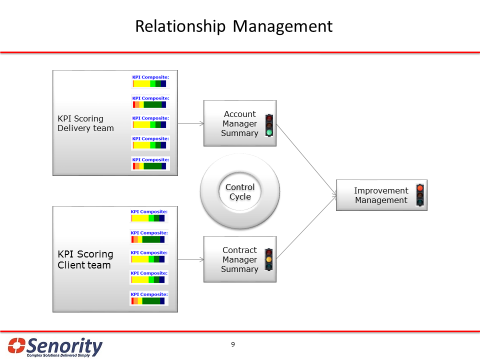 Relationship Management
KPI Scoring
Delivery team
KPI Composite:
KPI Composite:
KPI Composite:
KPI Composite:
KPI Composite:
Account
Manager
Summary
Control
Cycle
Improvement
Management
KPI Scoring
Client team
KPI Composite:
KPI Composite:
KPI Composite:
KPI Composite:
KPI Composite:
Contract
Manager
Summary
Senority
Complex Solutions Delivered Simply
9